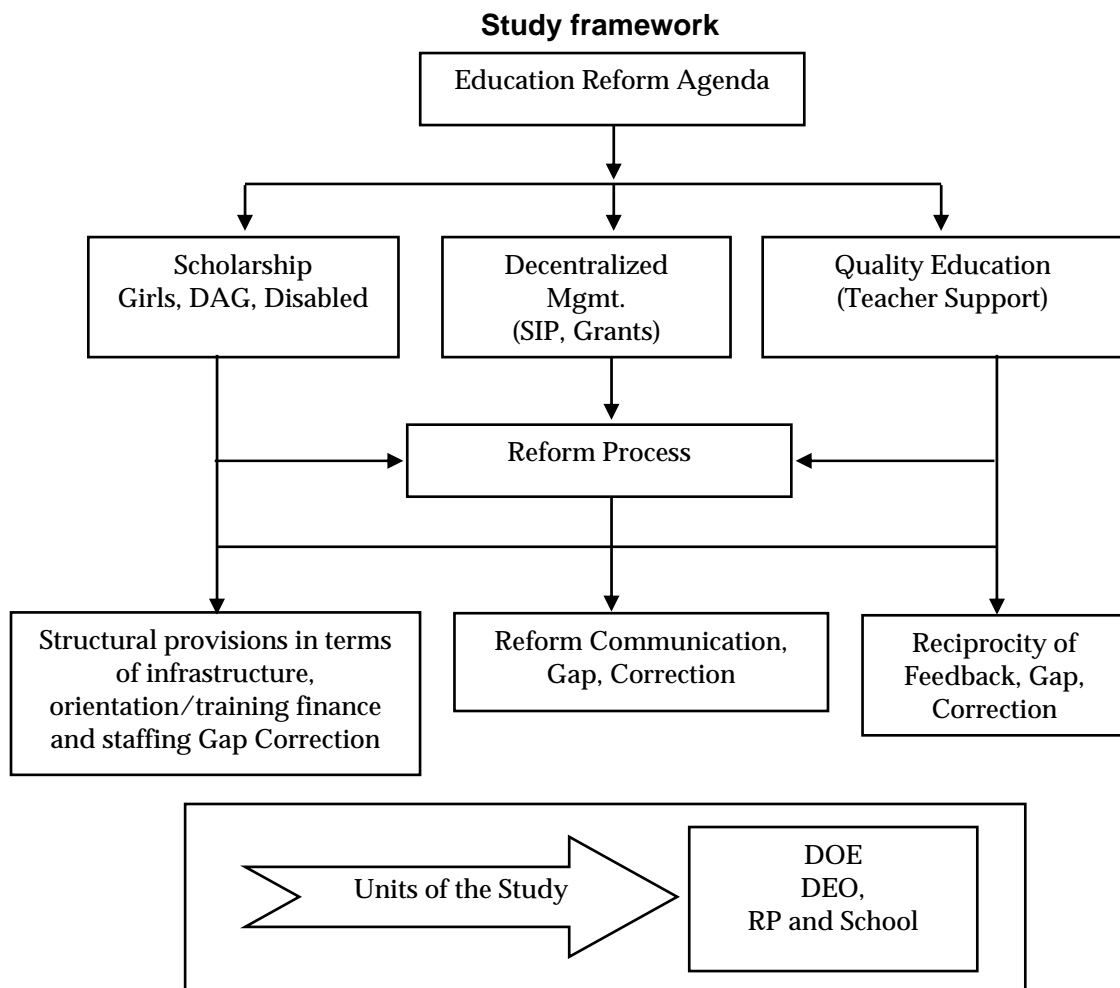 Study framework
Education Reform Agenda
Scholarship
Girls, DAG, Disabled
Decentralized
Mgmt.
(SIP, Grants)
Quality Education
(Teacher Support)
Reform Process
Structural provisions in terms
of infrastructure,
orientation/training finance
and staffing Gap Correction
Reform Communication,
Gap, Correction
Reciprocity of
Feedback, Gap,
Correction
Units of the Study
DOE
DEO,
RP and School